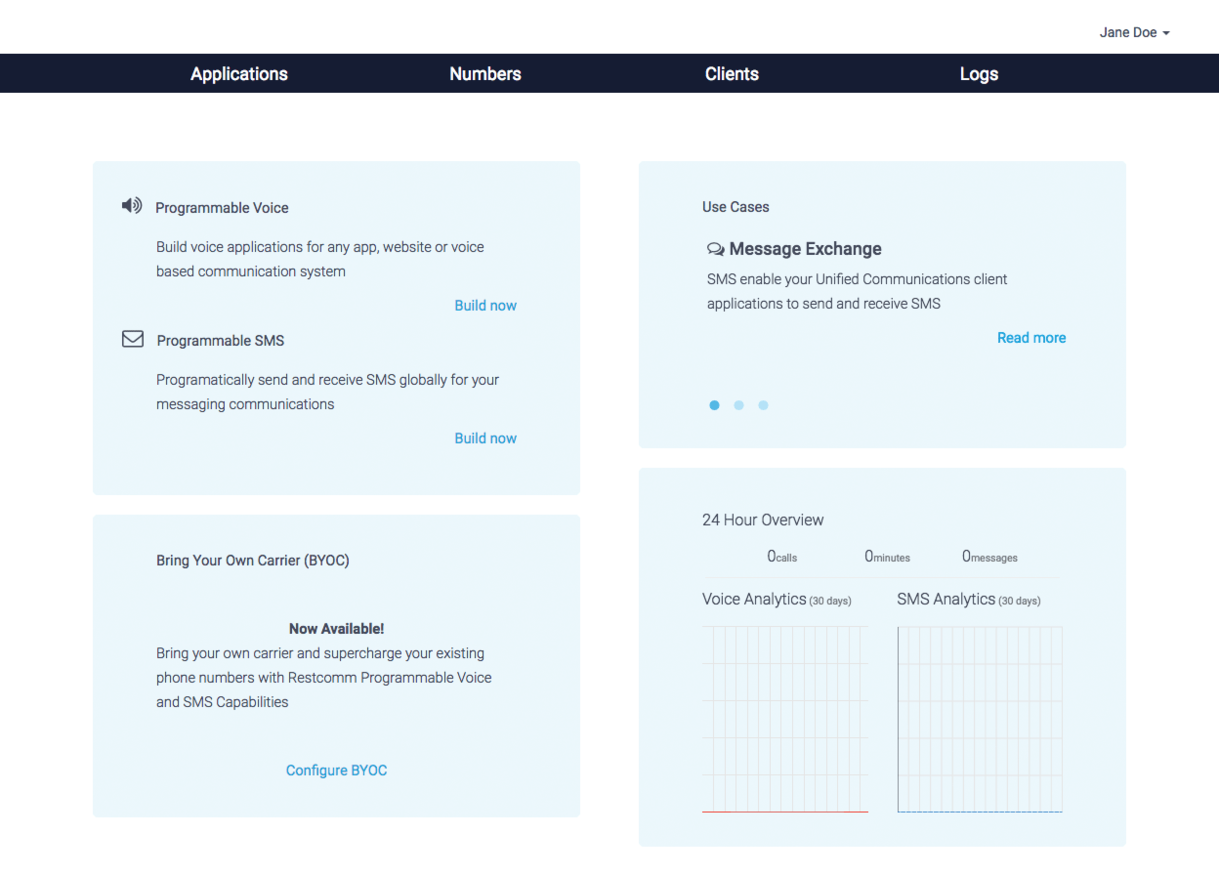 Jane Doe
Applications Numbers Clients Logs
Programmable Voice
Build voice applications for any app, website or voice
based communication system
Build now
Programmable SMS
Programatically send and receive SMS globally for your
messaging communications
Build now
Bring Your Own Carrier (BYOC)
Now Available!
Bring your own carrier and supercharge your existing
phone numbers with Restcomm Programmable Voice
and SMS Capabilities
Configure BYOC
Use Cases
Message Exchange
SMS enable your Unified Communications client
applications to send and receive SMS
Read more
24 Hour Overview
0calls 0minutes 0messages
Voice Analytics (30 days) SMS Analytics (30 days)